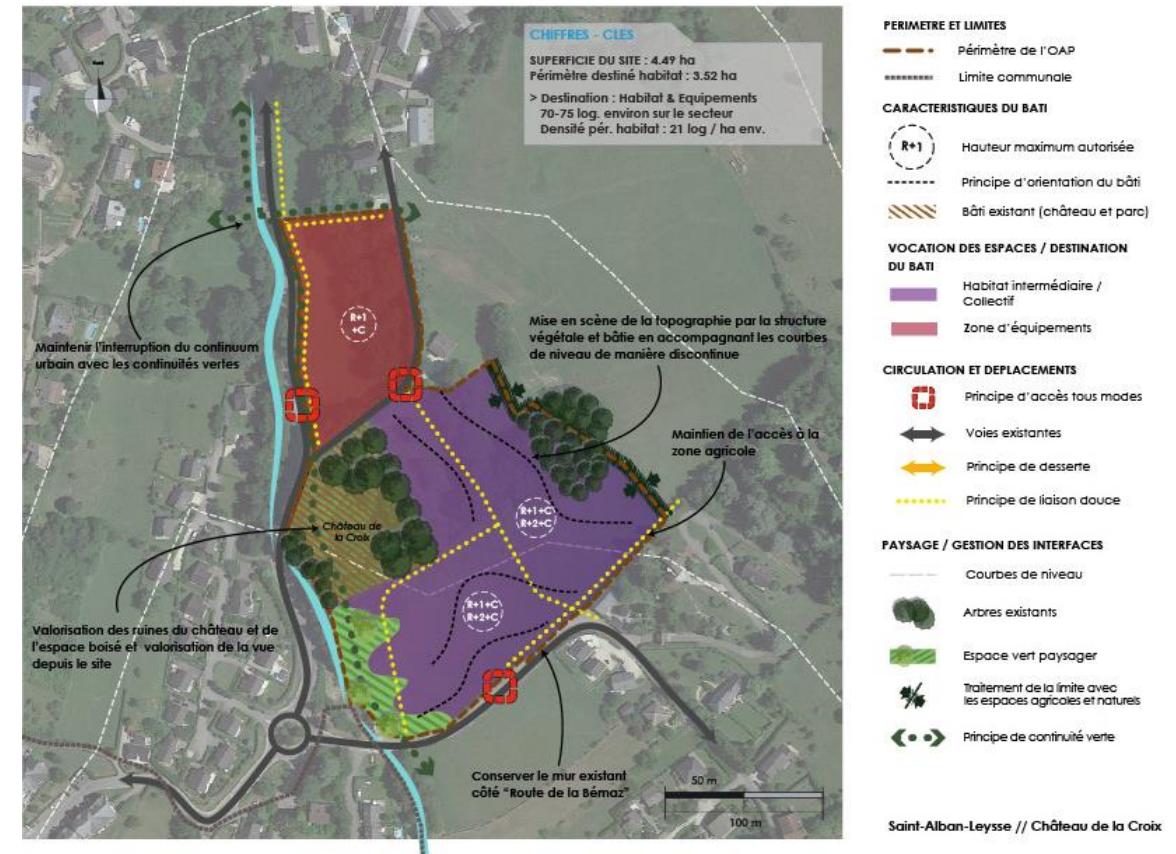 CHIFFRES - CLES
SUPERFICIE DU SITE : 4.49 ha
Périmètre destiné habitat : 3.52 ha
> Destination : Habitat & Equipements
70-75 log. environ sur le secteur
Densité pér. habitat : 21 log / ha env.
R+1
+C
Maintenir l'interruption du continuum
urbain avec les continuités vertes
Mise en scène de la topographie par la structure
végétale et bâtie en accompagnant les courbes
de niveau de manière discontinue
Maintien de l'accès à la
zone agricole
Château de
la Croix
R+1+C
R+2+C
R+1+C
R+2+C
Valorisation des ruines du château et de
l'espace boisé et valorisation de la vue
depuis le site
Conserver le mur existant
côté "Route de la Bémaz"
50 m
100 m
PERIMETRE ET LIMITES
Périmètre de l'OAP
Limite communale
CARACTERISTIQUES DU BATI
R+1
Hauteur maximum autorisée
Principe d'orientation du bâti
Bâti existant (château et parc)
VOCATION DES ESPACES / DESTINATION
DU BATI
Habitat intermédiaire /
Collectif
Zone d'équipements
CIRCULATION ET DEPLACEMENTS
Principe d'accès tous modes
Voies existantes
Principe de desserte
Principe de liaison douce
PAYSAGE / GESTION DES INTERFACES
Courbes de niveau
Arbres existants
Espace vert paysager
Traitement de la limite avec
les espaces agricoles et naturels
Principe de continuité verte
Saint-Alban-Leysse // Château de la Croix